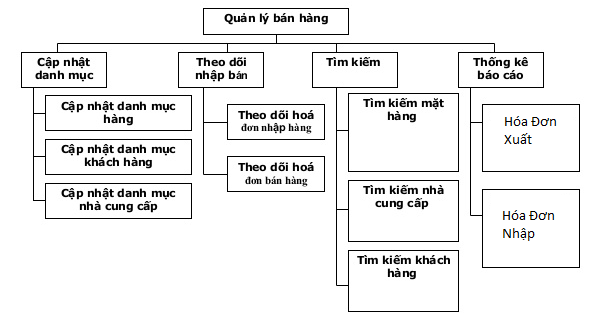 Quản lý bán hàng
Cập nhật
danh mục
Theo dõi
nhập bán
Tìm kiếm
Thống kê
báo cáo
Cập nhật danh mục
hàng
Cập nhật danh mục
khách hàng
Cập nhật danh mục
nhà cung cấp
Theo dõi hoá
đơn nhập hàng
Theo dõi hoá
đơn bán hàng
Tìm kiếm mặt
hàng
Tìm kiếm nhà
cung cấp
Tìm kiếm khách
hàng
Hóa Đơn
Xuất
Hóa Đơn
Nhập